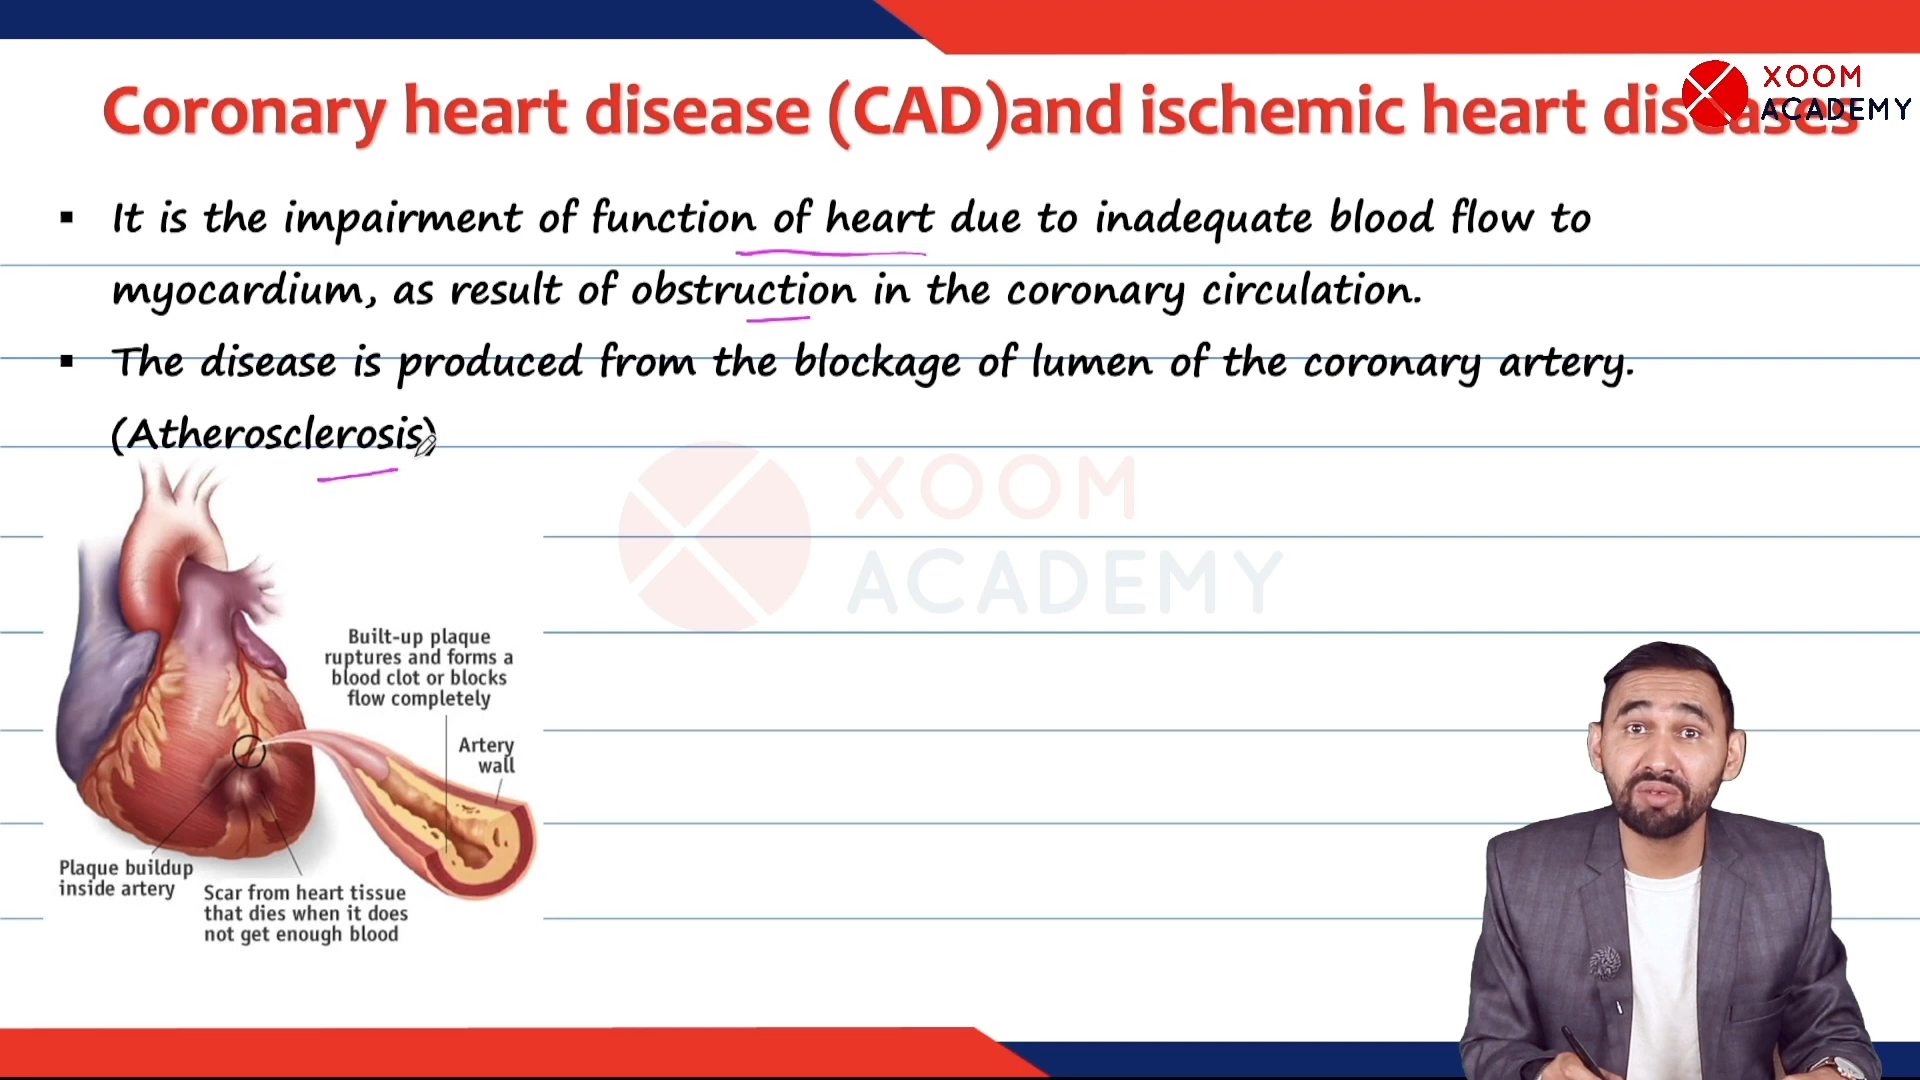 Coronary heart disease (CAD)and ischemic heart diseases
XOOM
ACADEMY
▪ It is the impairment of function of heart due to inadequate blood flow to
myocardium, as result of obstruction in the coronary circulation.
▪ The disease is produced from the blockage of lumen of the coronary artery.
(Atherosclerosis)
XOOM
ACADEMY
Built-up plaque
ruptures and forms a
blood clot or blocks
flow completely
Artery
wall
Plaque buildup
inside artery
Scar from heart tissue
that dies when it does
not get enough blood